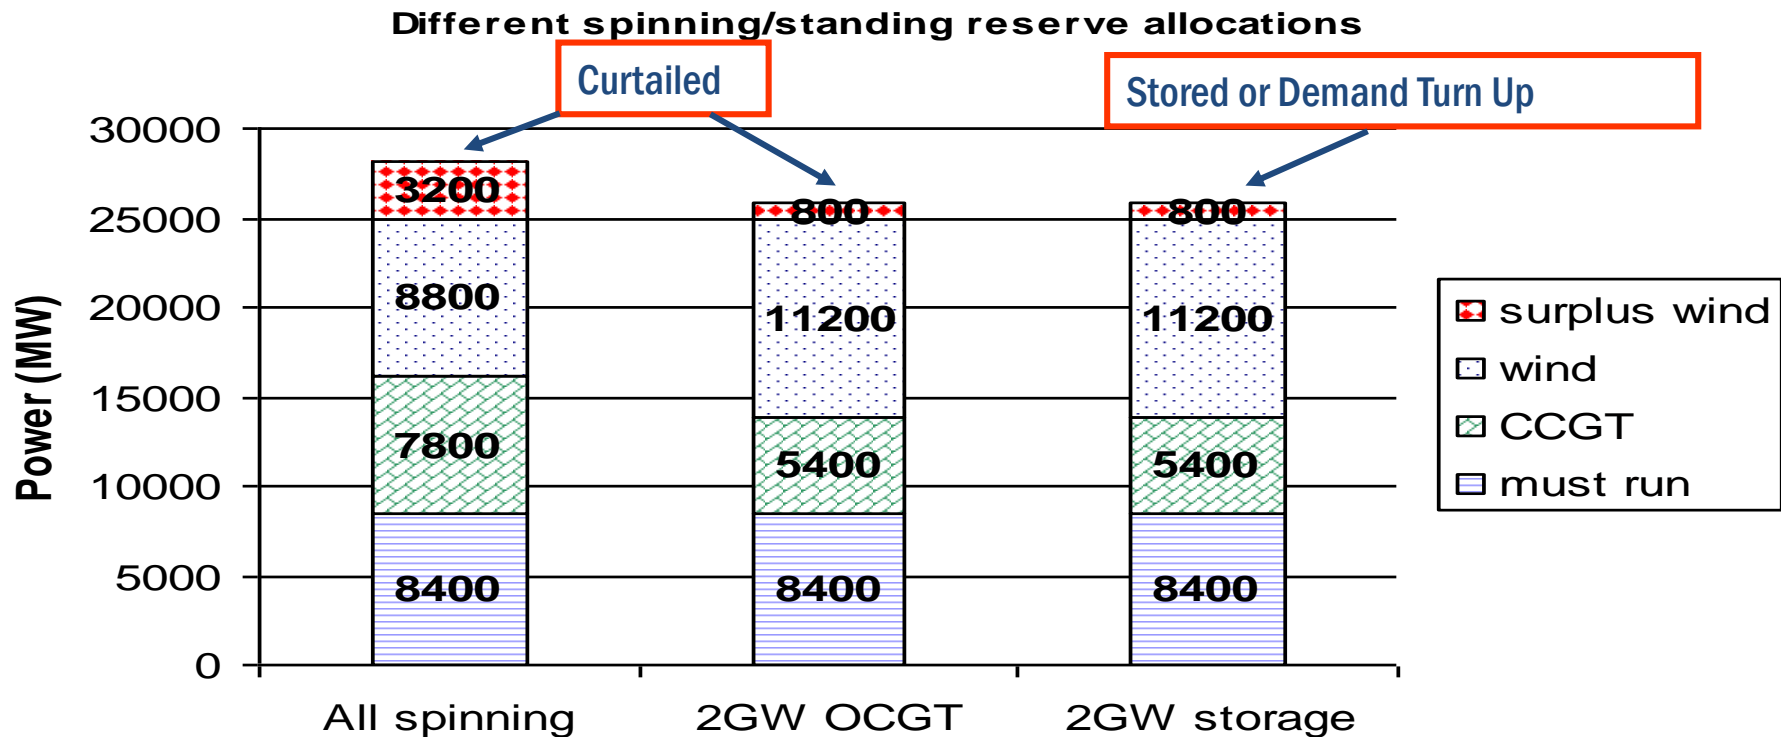 Different spinning/standing reserve allocations
Curtailed
Stored or Demand Turn Up
Power (MW)
30000
25000
20000
15000
10000
5000
0
3200
8800
7800
8400
800
11200
5400
8400
800
11200
5400
8400
All spinning
2GW OCGT
2GW storage
surplus wind
wind
CCGT
must run